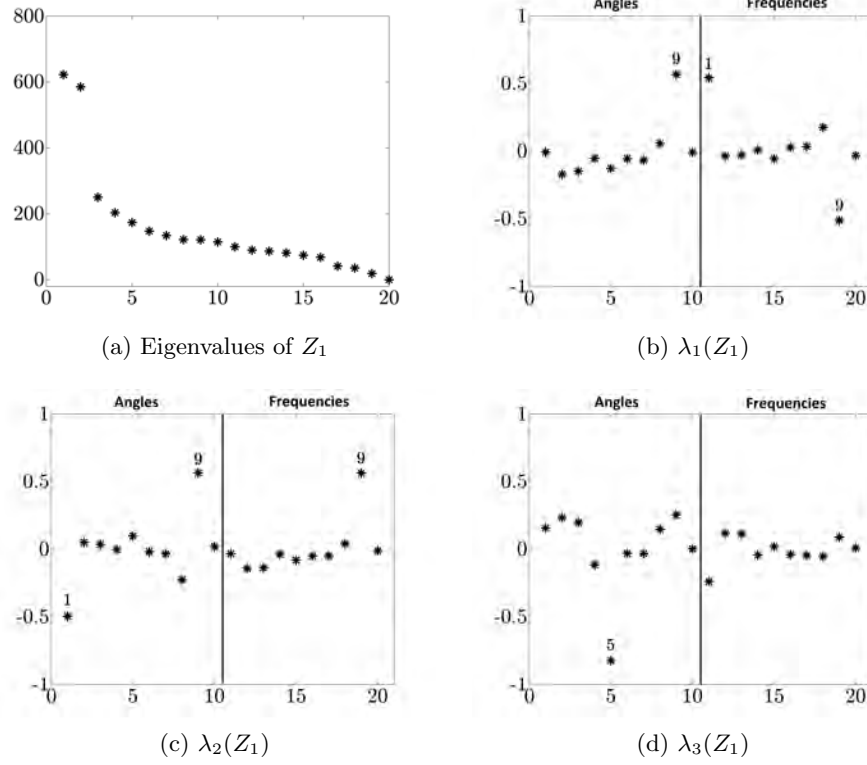 800
600
400
200
0
0 5 10 15 20
(a) Eigenvalues of Z1
Angles Frequencies
1
0.5
0
-0.5
-1
9 1
9
0 5 10 15 20
(b) λ1(Z1)
Angles Frequencies
1
0.5
0
-0.5
-1
9 9
1
0 5 10 15 20
(c) λ2(Z1)
Angles Frequencies
1
0.5
0
-0.5
-1
5
0 5 10 15 20
(d) λ3(Z1)